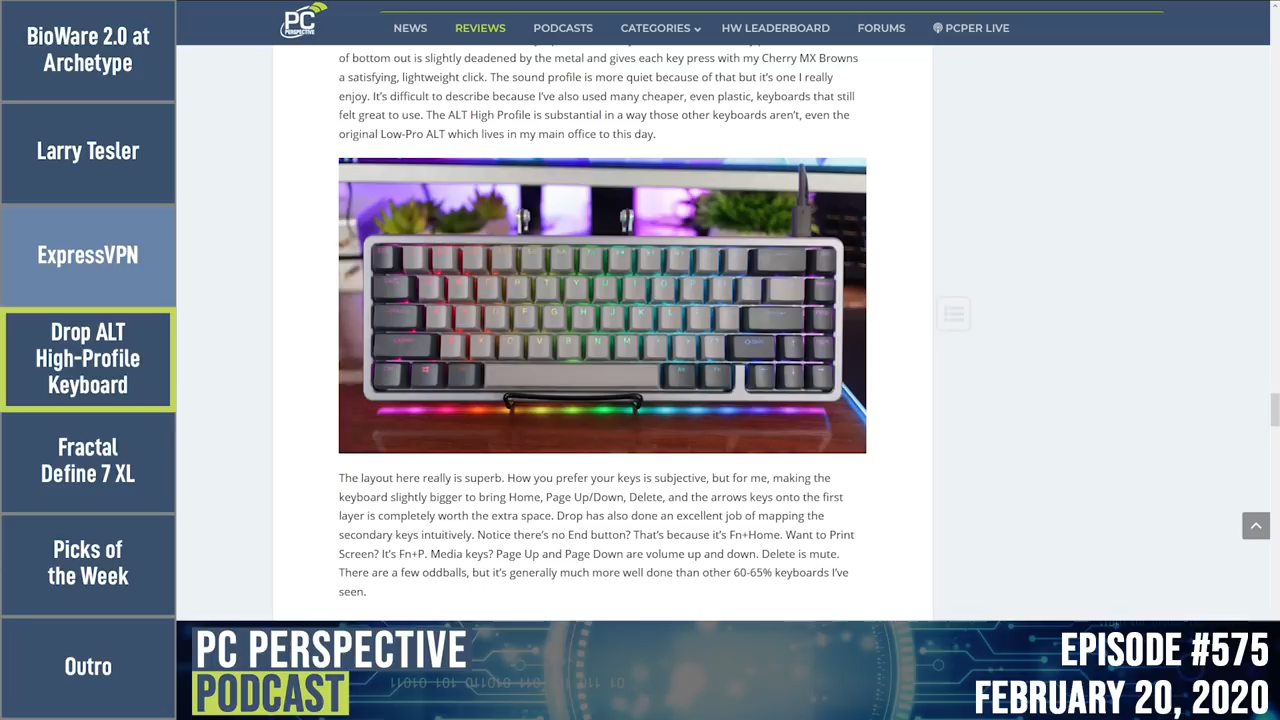 BioWare 2.0 at
Archetype
Larry Tesler
ExpressVPN
Drop ALT
High-Profile
Keyboard
Fractal
Define 7 XL
Picks of
the Week
Outro
PC
PERSPECTIVE
NEWS REVIEWS PODCASTS CATEGORIES HW LEADERBOARD FORUMS PCPER LIVE
of bottom out is slightly deadened by the metal and gives each key press with my Cherry MX Browns
a satisfying, lightweight click. The sound profile is more quiet because of that but it's one I really
enjoy. It's difficult to describe because I've also used many cheaper, even plastic, keyboards that still
felt great to use. The ALT High Profile is substantial in a way those other keyboards aren't, even the
original Low-Pro ALT which lives in my main office to this day.
The layout here really is superb. How you prefer your keys is subjective, but for me, making the
keyboard slightly bigger to bring Home, Page Up/Down, Delete, and the arrows keys onto the first
layer is completely worth the extra space. Drop has also done an excellent job of mapping the
secondary keys intuitively. Notice there's no End button? That's because it's Fn+Home. Want to Print
Screen? It's Fn+P. Media keys? Page Up and Page Down are volume up and down. Delete is mute.
There are a few oddballs, but it's generally much more well done than other 60-65% keyboards I've
seen.
PC PERSPECTIVE
PODCAST
EPISODE #575
FEBRUARY 20, 2020